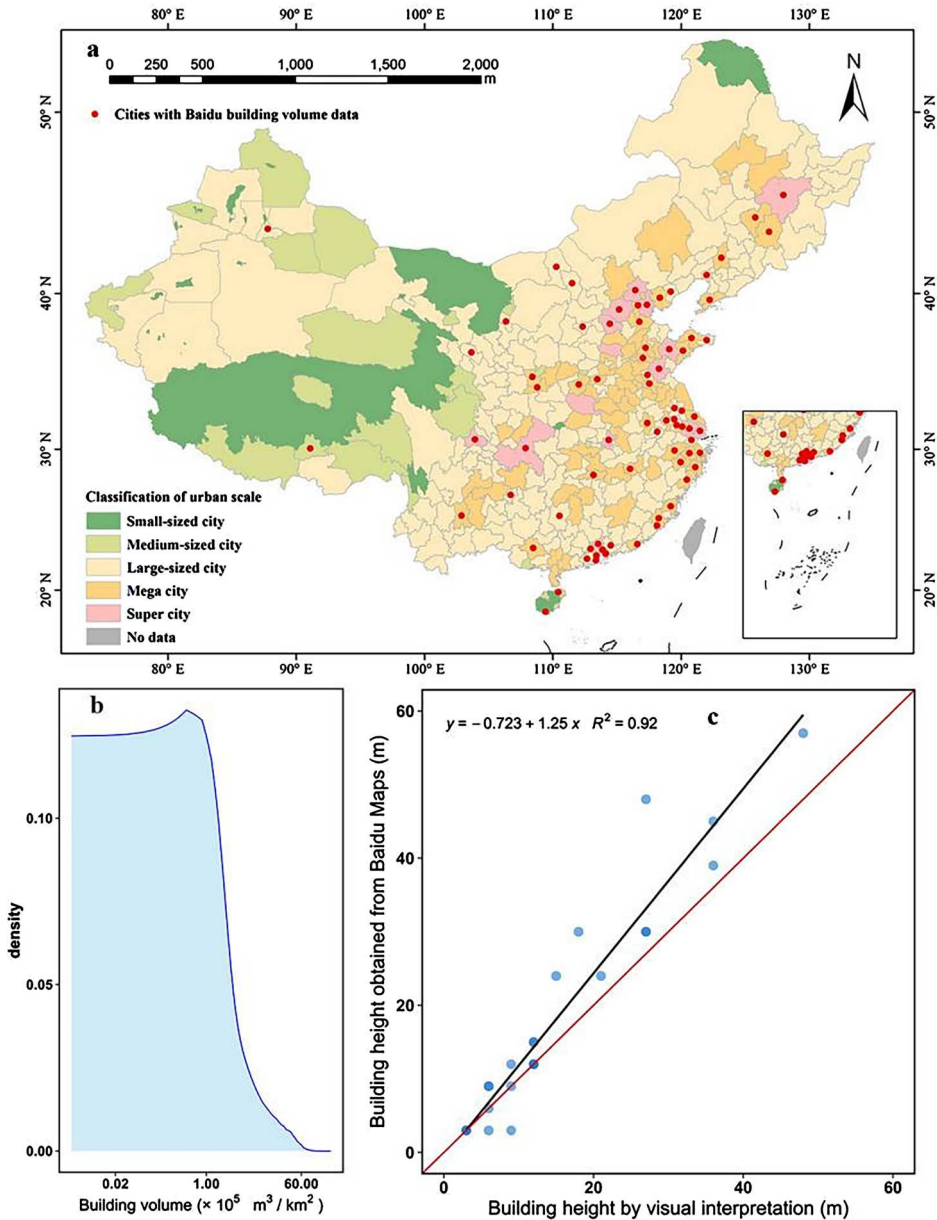 80° E 90° E 100° E 110° E 120° E 130° E
a
0 250 500 1,000 1,500 2,000
m
N
Cities with Baidu building volume data
50° N 50° N
40° N 40° N
30° N 30° N
20° N 20° N
Classification of urban scale
Small-sized city
Medium-sized city
Large-sized city
Mega city
Super city
No data
80° E 90° E 100° E 110° E 120° E 130° E
b
density
0.10
0.05
0.00
0.02 1.00 60.00
Building volume (× 10⁵ m³ / km²)
c
y = − 0.723 + 1.25 x R² = 0.92
Building height obtained from Baidu Maps (m)
60
40
20
0
0 20 40 60
Building height by visual interpretation (m)